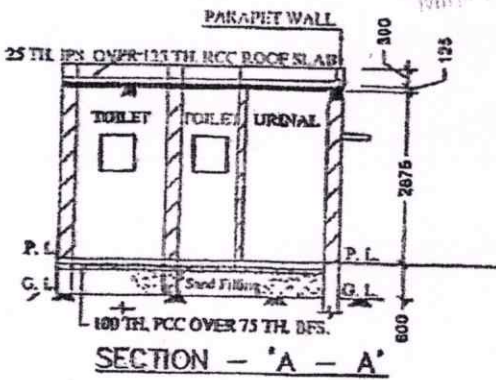 PARAPET WALL
300
125
25 TH. IPS. OVER 125 TH. RCC ROOF SLAB
TOILET TOILET URINAL
2875
P. L. P. L.
G. L. Sand Filling G. L.
600
100 TH. PCC OVER 75 TH. BFS.
SECTION - 'A - A'